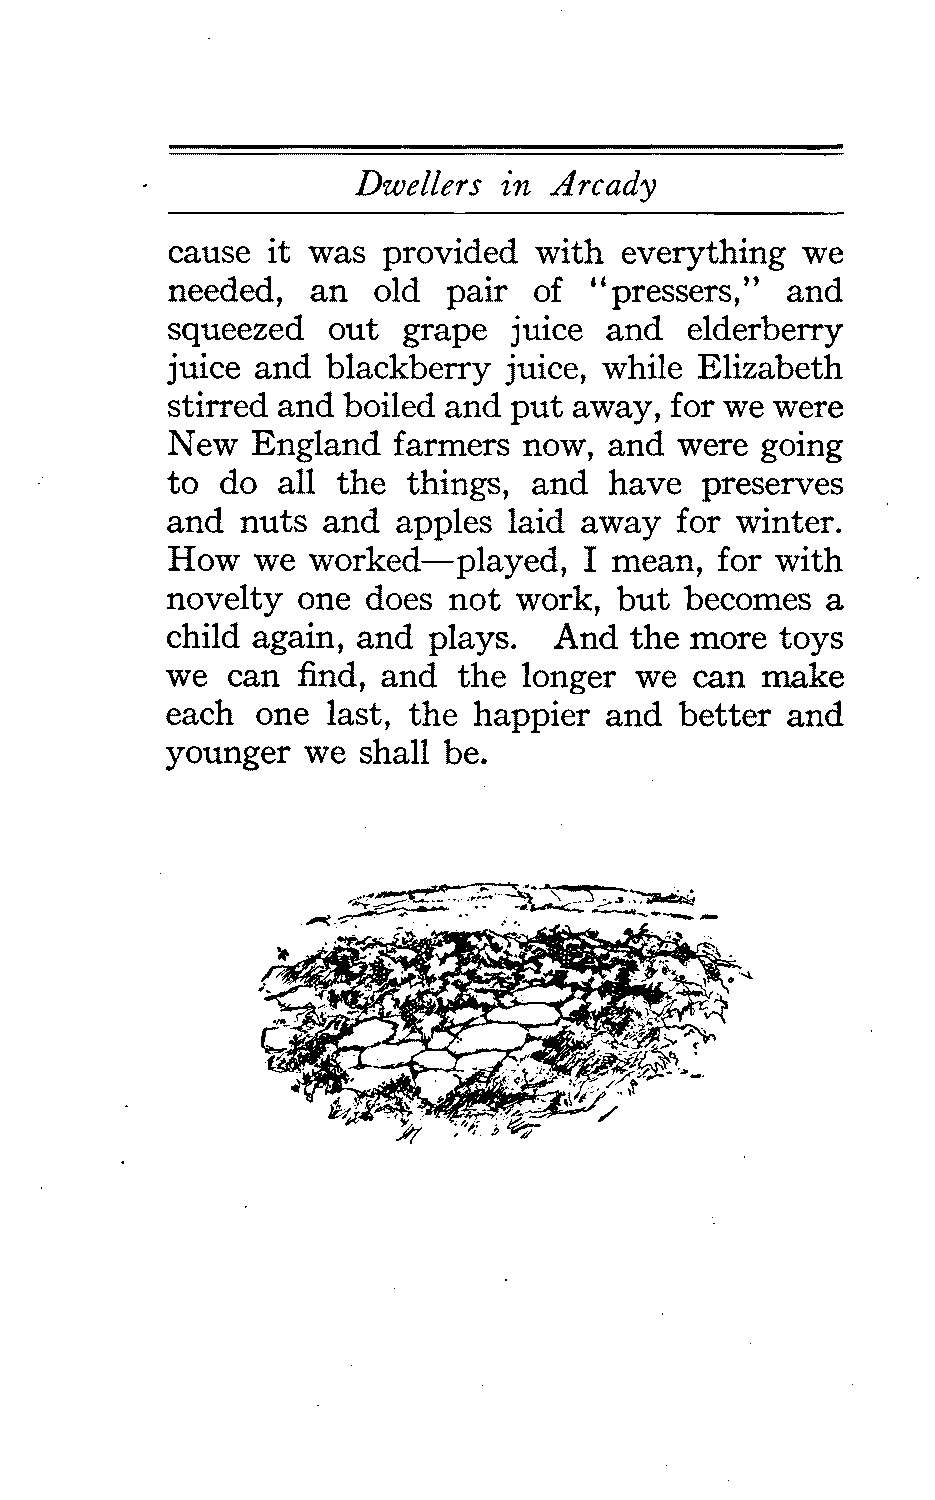 Dwellers in Arcady
cause it was provided with everything we
needed, an old pair of "pressers," and
squeezed out grape juice and elderberry
juice and blackberry juice, while Elizabeth
stirred and boiled and put away, for we were
New England farmers now, and were going
to do all the things, and have preserves
and nuts and apples laid away for winter.
How we worked—played, I mean, for with
novelty one does not work, but becomes a
child again, and plays. And the more toys
we can find, and the longer we can make
each one last, the happier and better and
younger we shall be.